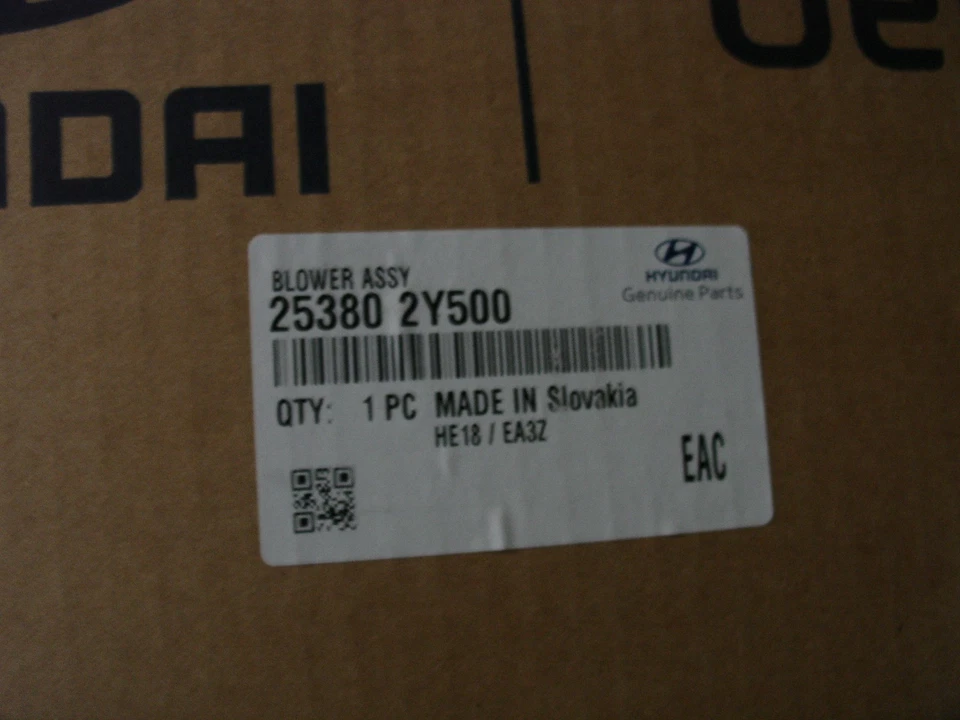 NDAI
BLOWER ASSY
25380 2Y500
HYUNDAI
Genuine Parts
QTY: 1 PC MADE IN Slovakia
HE18 / EA3Z
EAC